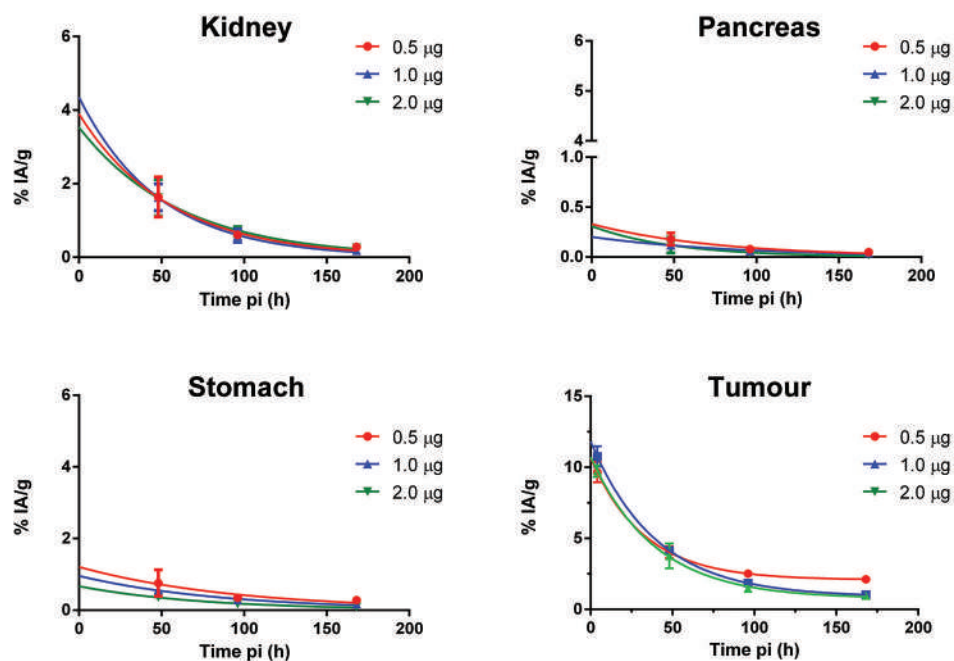 Kidney
6
4
2
0
% IA/g
0 50 100 150 200
Time pi (h)
0.5 μg
1.0 μg
2.0 μg
Pancreas
6
5
4
1.0
0.5
0.0
% IA/g
0 50 100 150 200
Time pi (h)
0.5 μg
1.0 μg
2.0 μg
Stomach
6
4
2
0
% IA/g
0 50 100 150 200
Time pi (h)
0.5 μg
1.0 μg
2.0 μg
Tumour
15
10
5
0
% IA/g
0 50 100 150 200
Time pi (h)
0.5 μg
1.0 μg
2.0 μg